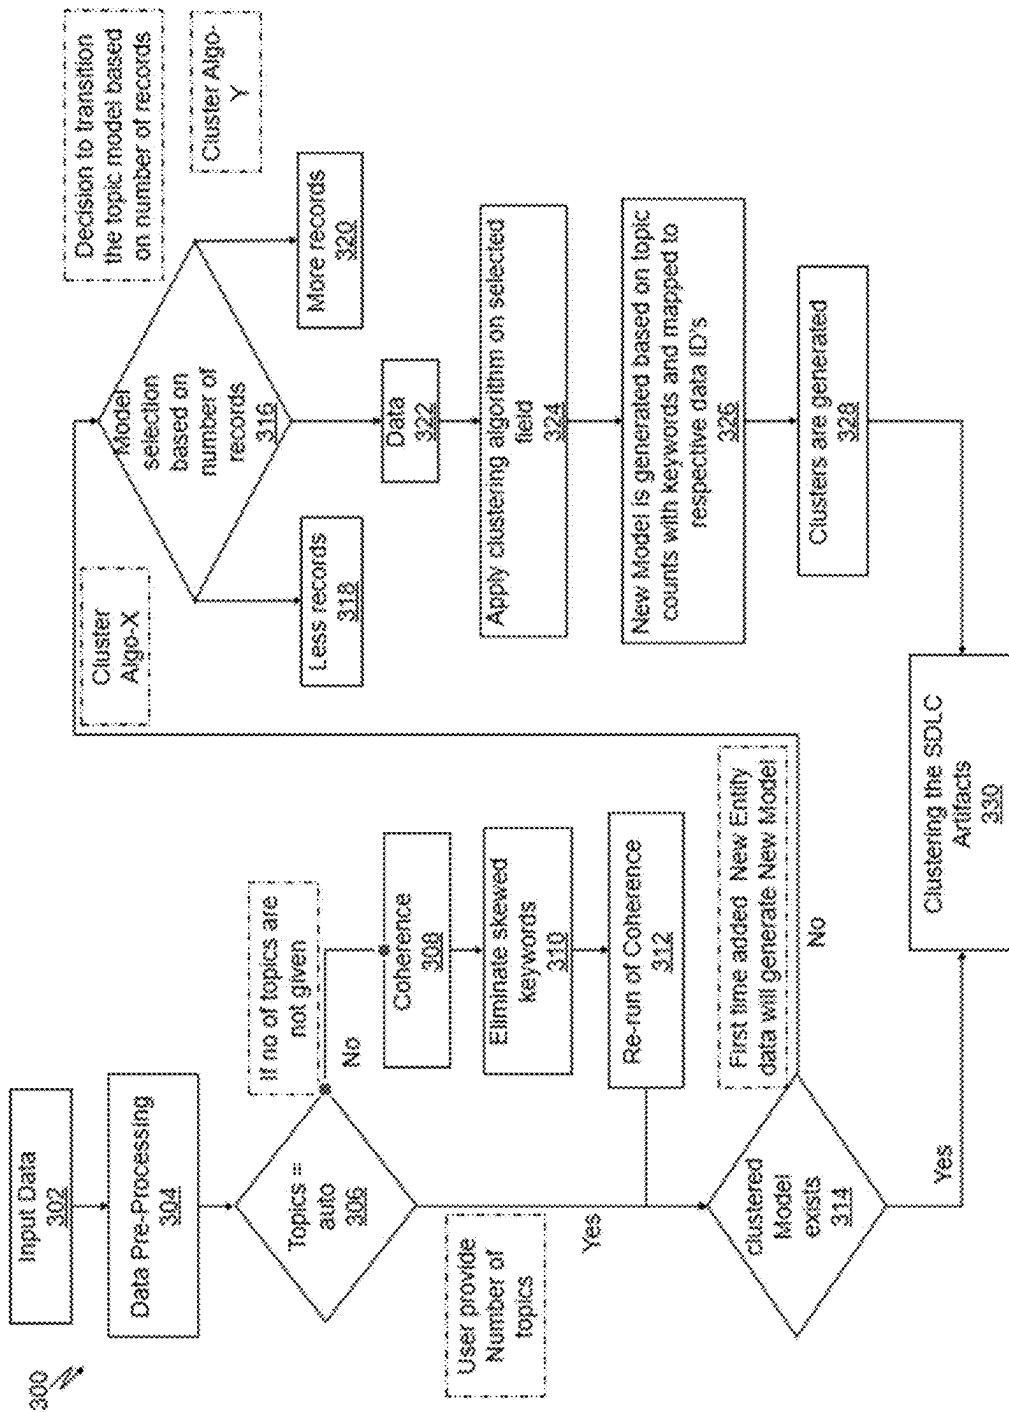 300
Input Data
302
Data Pre-Processing
304
Topics =
auto
306
If no of topics are
not given
No
Coherence
308
Eliminate skewed
keywords
310
Re-run of Coherence
312
User provide
Number of
topics
Yes
clustered
Model
exists
314
First time added New Entity
data will generate New Model
No
Yes
Cluster
Algo-X
Model
selection
based on
number of
records
316
Decision to transition
the topic model based
on number of records
Cluster Algo-
Y
Less records
318
More records
320
Data
322
Apply clustering algorithm on selected
field
324
New Model is generated based on topic
counts with keywords and mapped to
respective data ID's
326
Clusters are generated
328
Clustering the SDLC
Artifacts
330